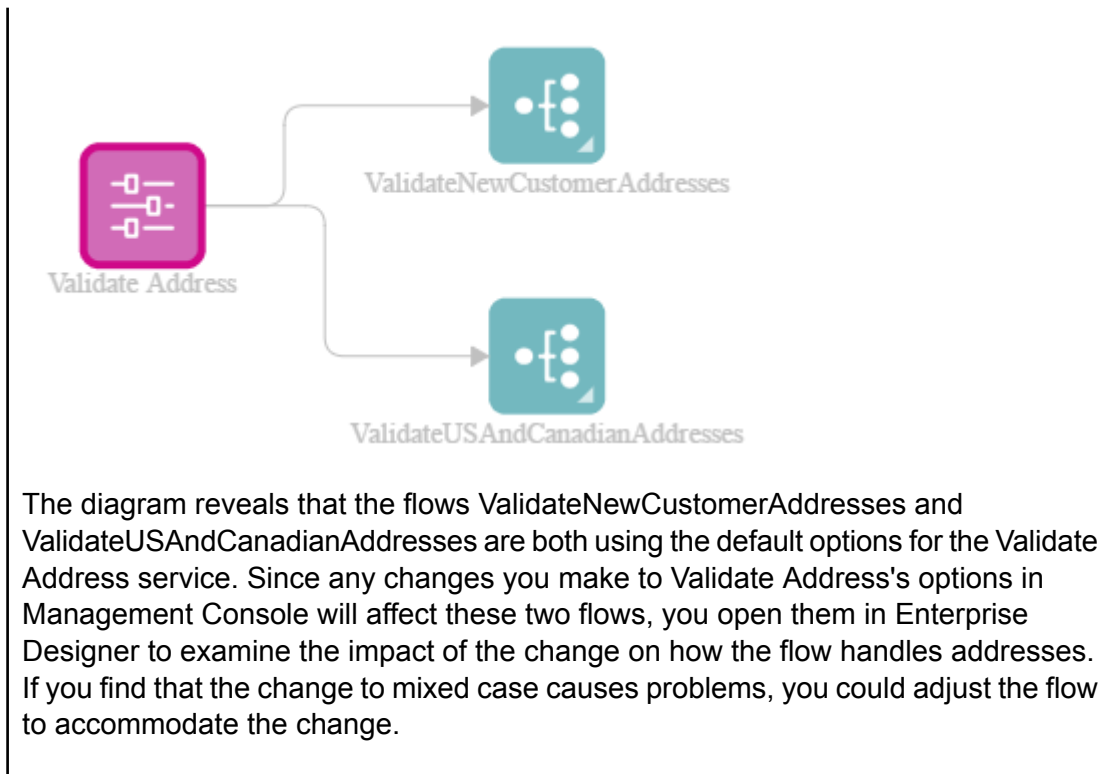 ValidateNewCustomerAddresses
Validate Address
ValidateUSAndCanadianAddresses
The diagram reveals that the flows ValidateNewCustomerAddresses and
ValidateUSAndCanadianAddresses are both using the default options for the Validate
Address service. Since any changes you make to Validate Address's options in
Management Console will affect these two flows, you open them in Enterprise
Designer to examine the impact of the change on how the flow handles addresses.
If you find that the change to mixed case causes problems, you could adjust the flow
to accommodate the change.